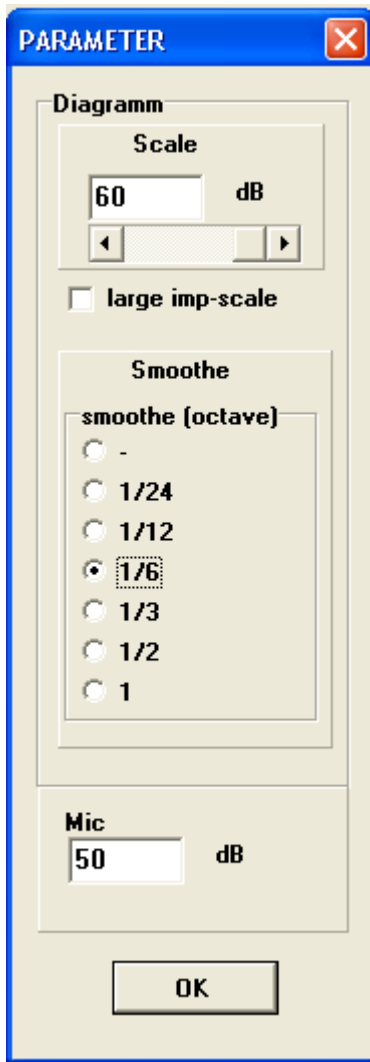 PARAMETER
Diagramm
Scale
60 dB
large imp-scale
Smoothe
smoothe (octave)
-
1/24
1/12
1/6
1/3
1/2
1
Mic
50 dB
OK